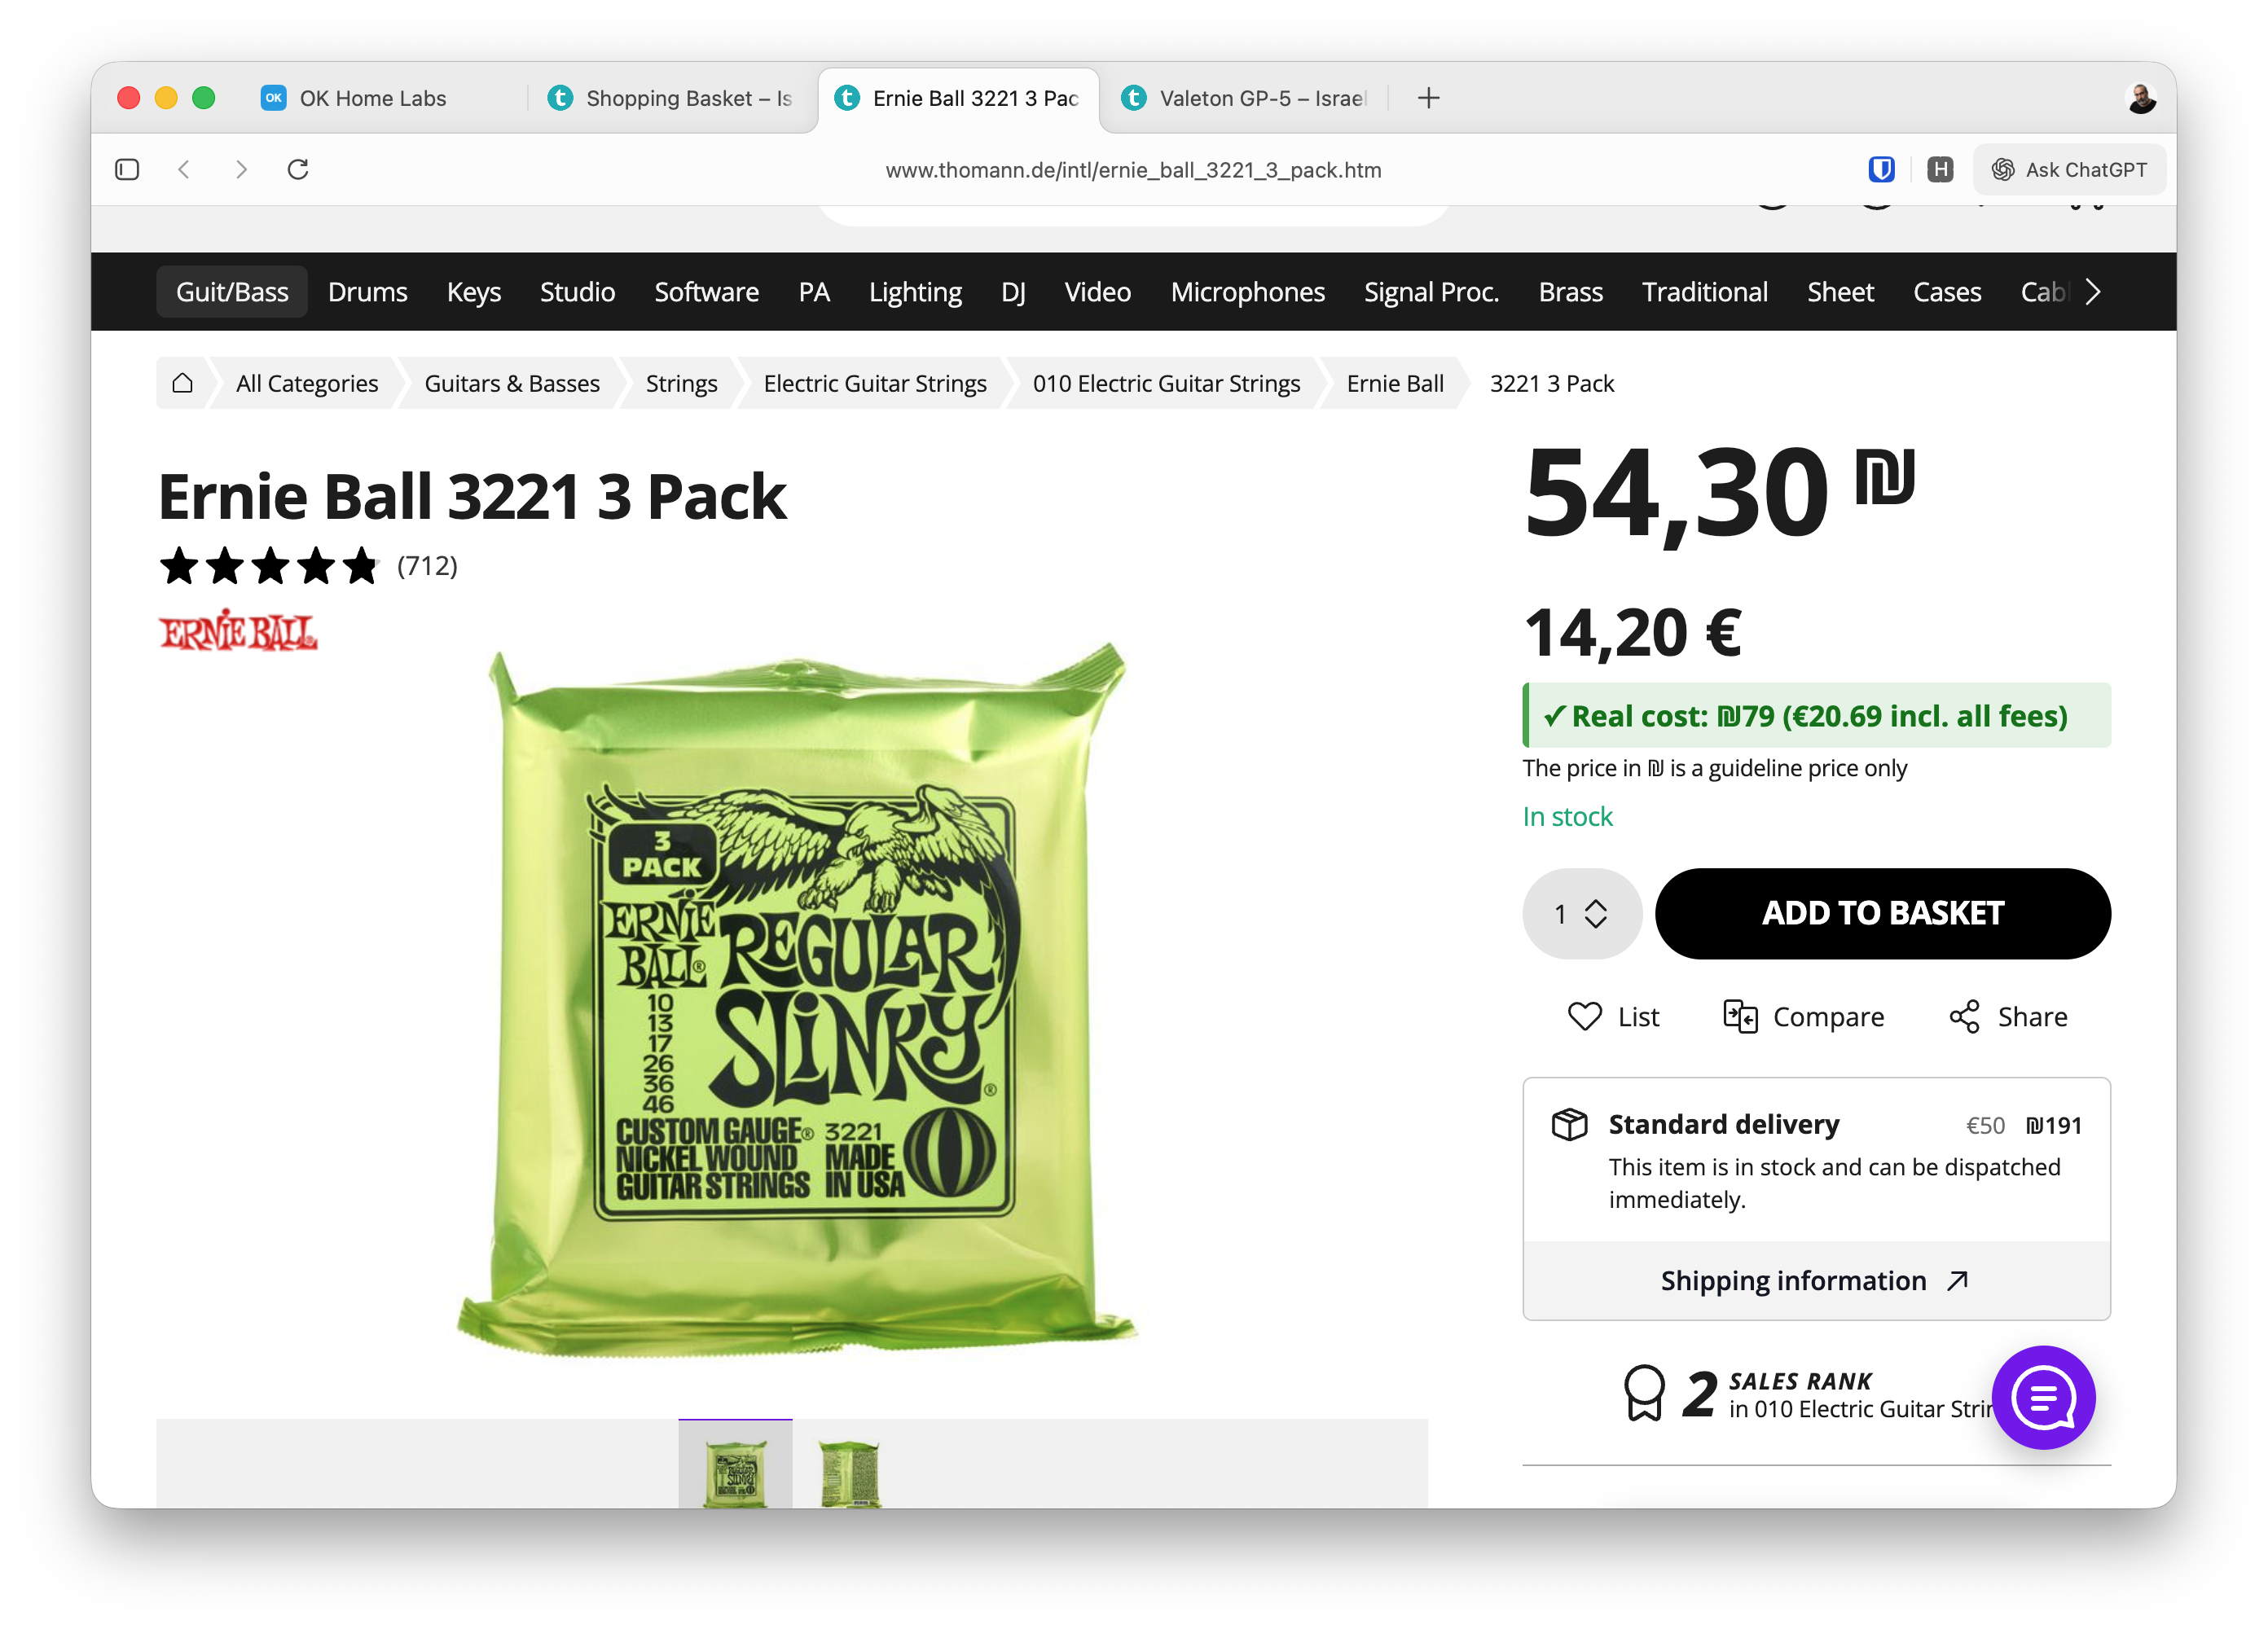 OK Home Labs
Shopping Basket – Is
Ernie Ball 3221 3 Pac
Valeton GP-5 – Israel
www.thomann.de/intl/ernie_ball_3221_3_pack.htm
H
Ask ChatGPT
Guit/Bass Drums Keys Studio Software PA Lighting DJ Video Microphones Signal Proc. Brass Traditional Sheet Cases Cabl
All Categories Guitars & Basses Strings Electric Guitar Strings 010 Electric Guitar Strings Ernie Ball 3221 3 Pack
Ernie Ball 3221 3 Pack
(712)
ERNIE BALL®
3
PACK
ERNIE
BALL®
REGULAR
SLINKY®
10
13
17
26
36
46
CUSTOM GAUGE®
NICKEL WOUND
GUITAR STRINGS
3221
MADE
IN USA
54,30 ₪
14,20 €
✓ Real cost: ₪79 (€20.69 incl. all fees)
The price in ₪ is a guideline price only
In stock
1
ADD TO BASKET
List
Compare
Share
Standard delivery €50 ₪191
This item is in stock and can be dispatched
immediately.
Shipping information
2 SALES RANK
in 010 Electric Guitar Strin